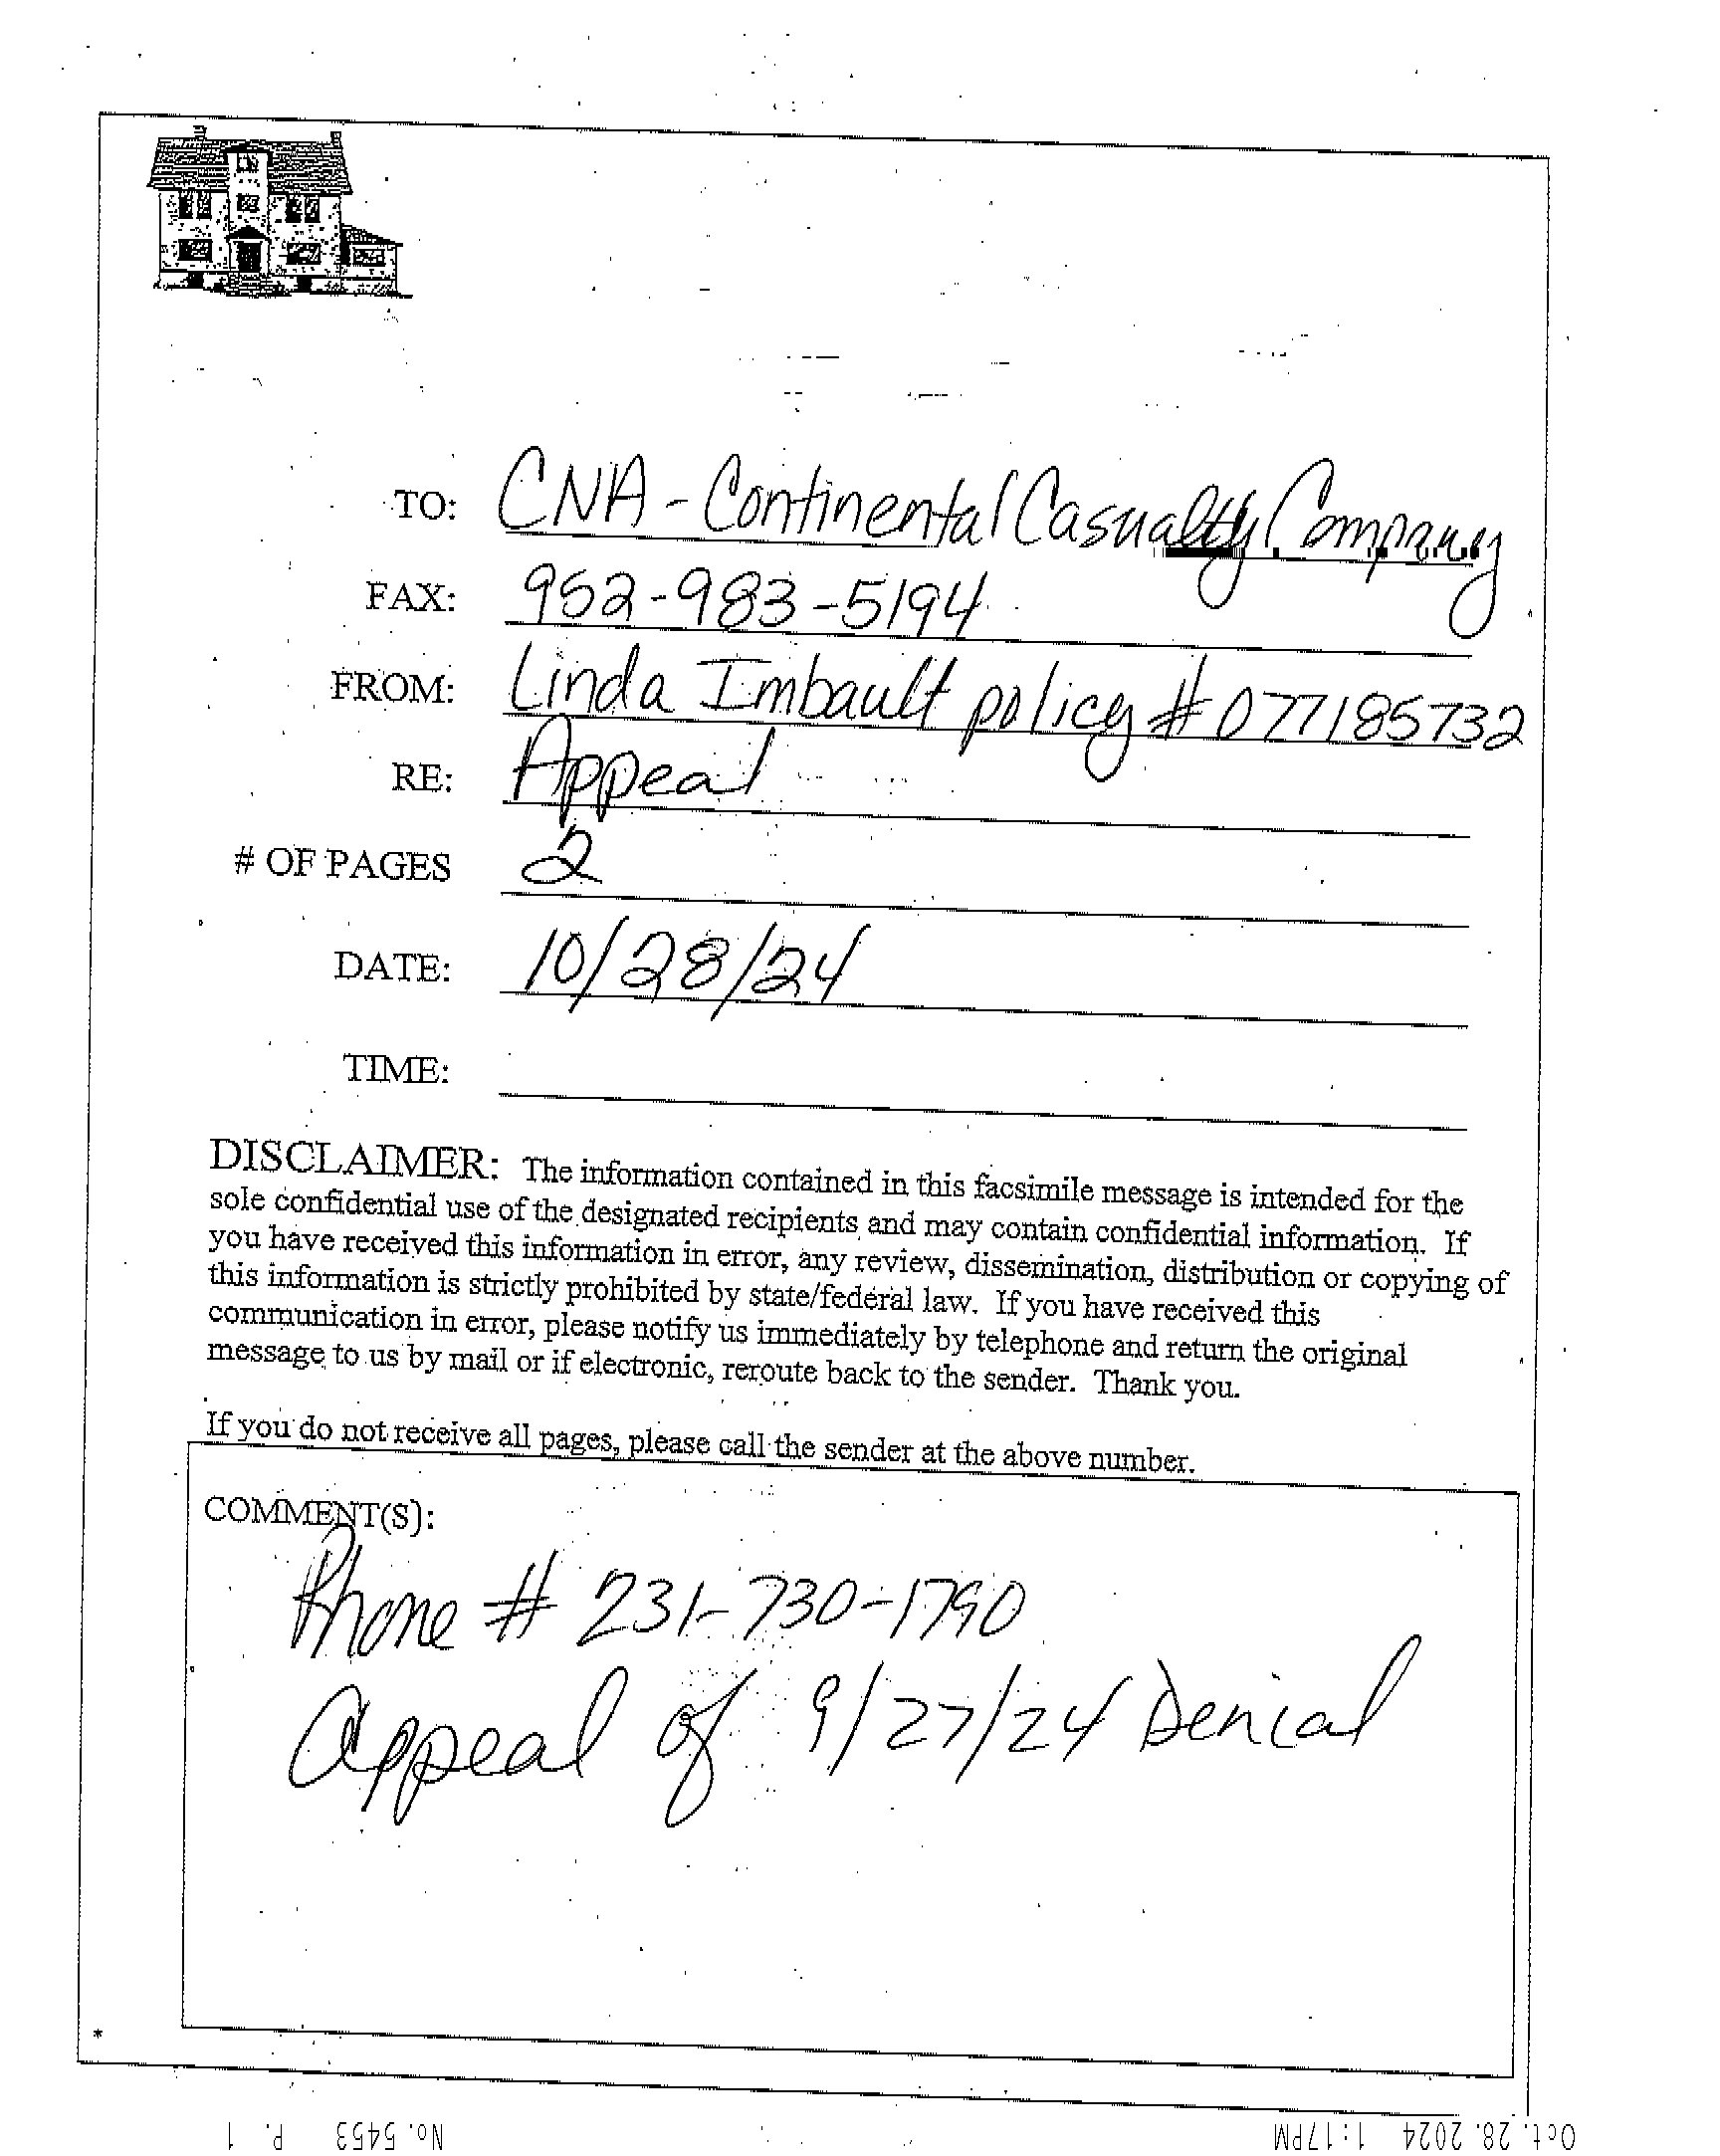 TO: CNA - Continental Casualty Company
FAX: 952-983-5194
FROM: Linda Imbault policy # 077185732
RE: Appeal
# OF PAGES 2
DATE: 10/28/24
TIME:
DISCLAIMER: The information contained in this facsimile message is intended for the
sole confidential use of the designated recipients and may contain confidential information. If
you have received this information in error, any review, dissemination, distribution or copying of
this information is strictly prohibited by state/federal law. If you have received this
communication in error, please notify us immediately by telephone and return the original
message to us by mail or if electronic, reroute back to the sender. Thank you.
If you do not receive all pages, please call the sender at the above number.
COMMENT(S):
Phone # 231-730-1790
Appeal of 9/27/24 Denial
*
Oct. 28. 2024 1:17PM No. 5453 P. 1